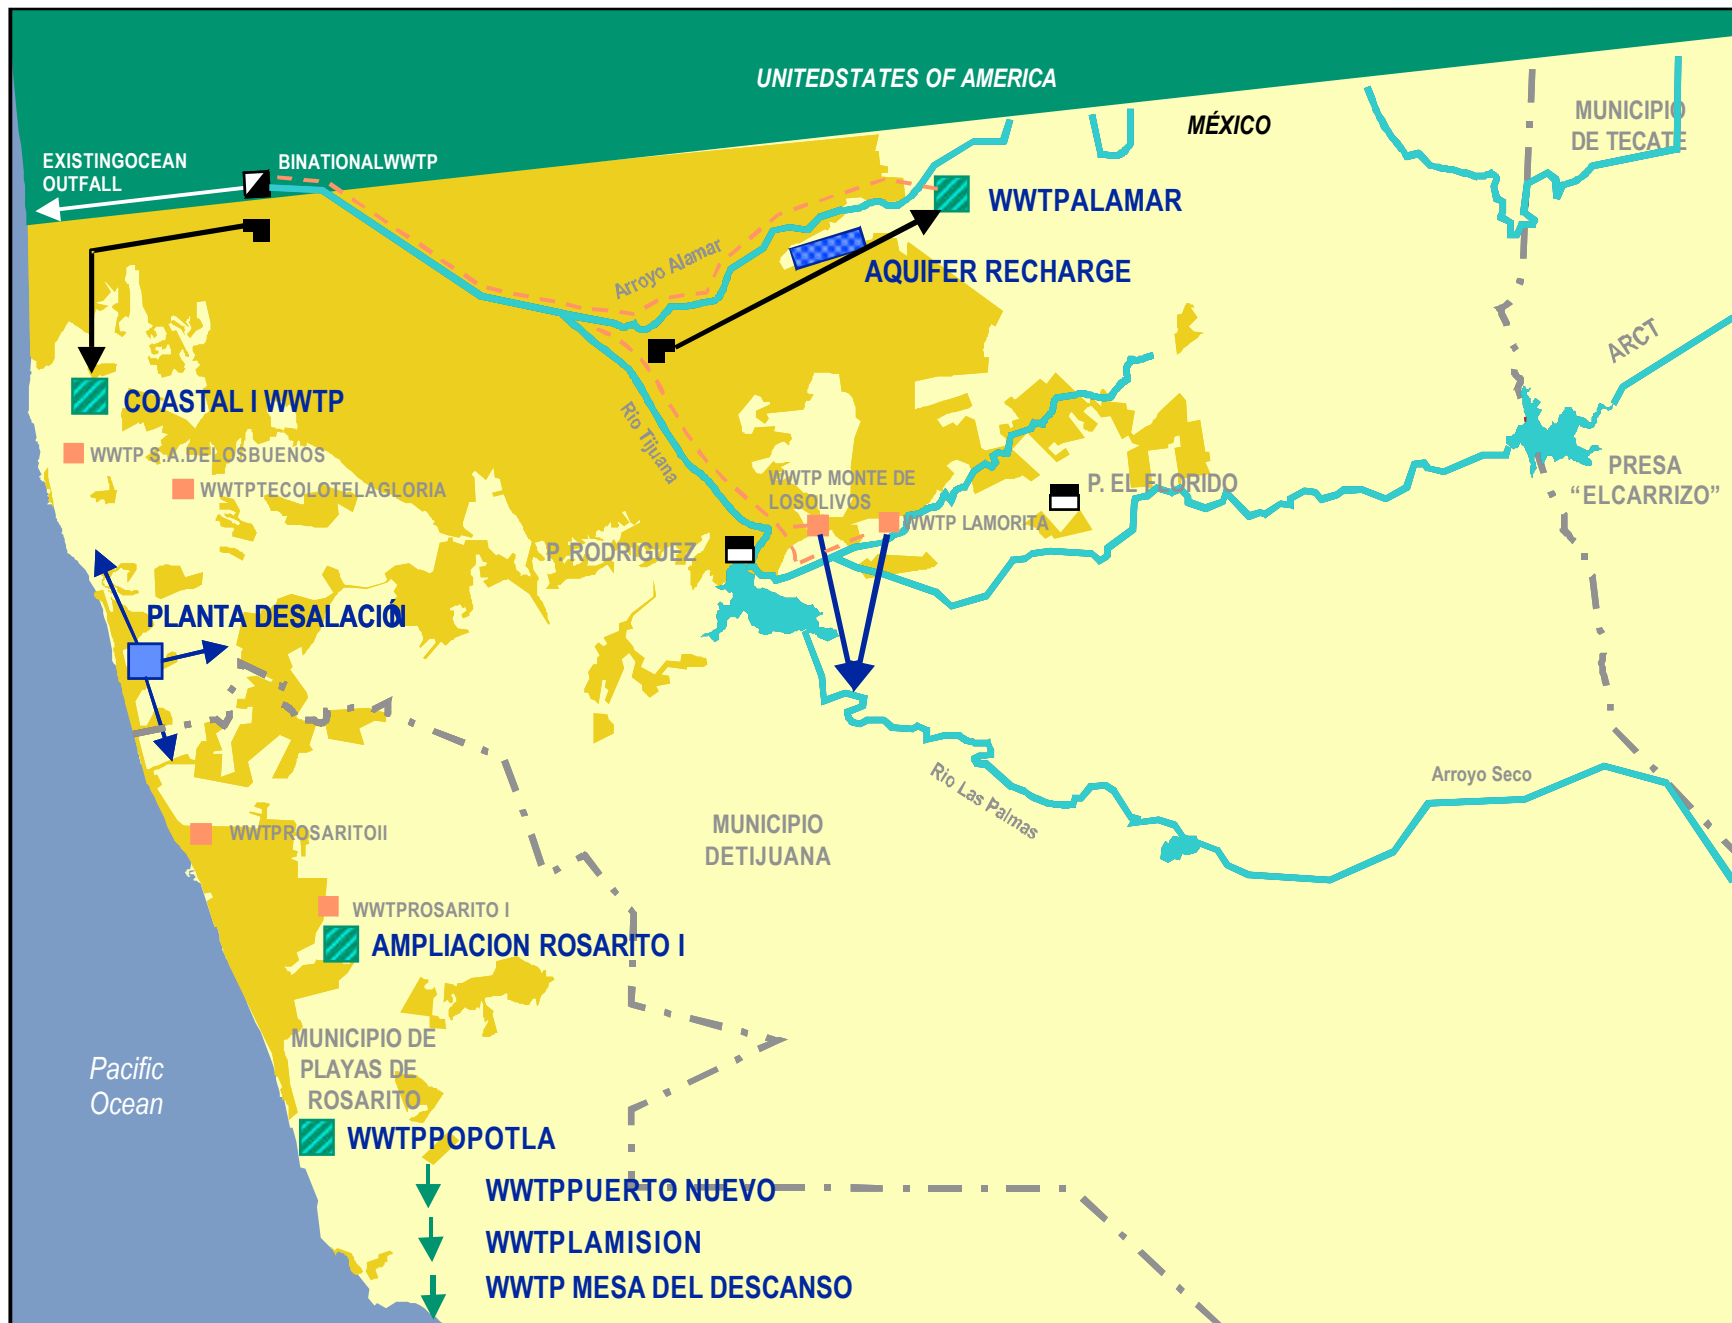 UNITEDSTATES OF AMERICA
MÉXICO
MUNICIPIO
DE TECATE
EXISTINGOCEAN
OUTFALL
BINATIONALWWTP
WWTPALAMAR
Arroyo Alamar
AQUIFER RECHARGE
ARCT
COASTAL I WWTP
Rio Tijuana
WWTP S.A.DELOSBUENOS
WWTPTECOLOTELAGLORIA
WWTP MONTE DE
LOSOLIVOS
P. EL FLORIDO
PRESA
“ELCARRIZO”
WWTP LAMORITA
P. RODRIGUEZ
PLANTA DESALACIÓN
Rio Las Palmas
Arroyo Seco
WWTPROSARITOII
MUNICIPIO
DETIJUANA
WWTPROSARITO I
AMPLIACION ROSARITO I
MUNICIPIO DE
PLAYAS DE
ROSARITO
Pacific
Ocean
WWTPPOPOTLA
WWTPPUERTO NUEVO
WWTPLAMISION
WWTP MESA DEL DESCANSO